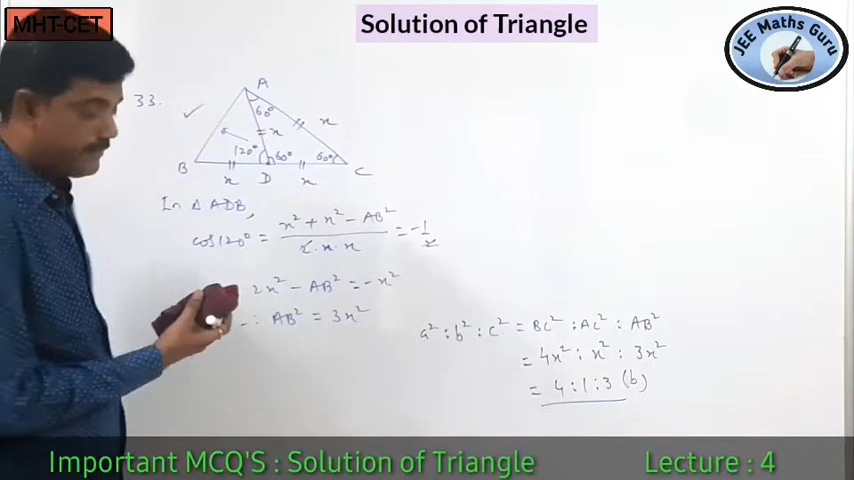 MHT-CET
Solution of Triangle
JEE Maths Guru
33.
A
60°
x
x
120° 60° 60°
B D C
x x
In Δ ADB,
cos120° = x² + x² - AB² / 2.x.x = -1/2
2x² - AB² = -x²
∴ AB² = 3x²
a² : b² : c² = BC² : AC² : AB²
= 4x² : x² : 3x²
= 4 : 1 : 3 (b)
Important MCQ'S : Solution of Triangle Lecture : 4